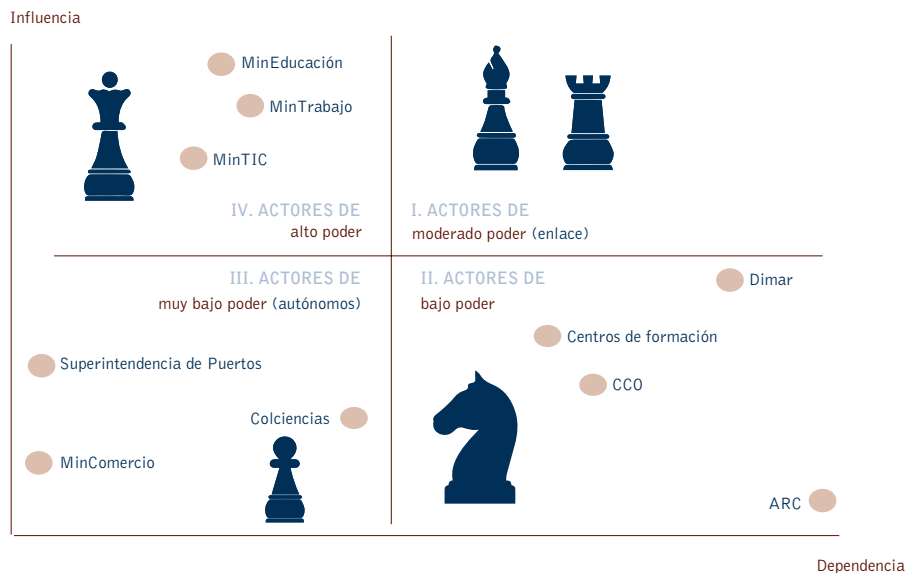 Influencia
MinEducación
MinTrabajo
MinTIC
IV. ACTORES DE
alto poder
I. ACTORES DE
moderado poder (enlace)
III. ACTORES DE
muy bajo poder (autónomos)
Superintendencia de Puertos
Colciencias
MinComercio
II. ACTORES DE
bajo poder
Dimar
Centros de formación
CCO
ARC
Dependencia